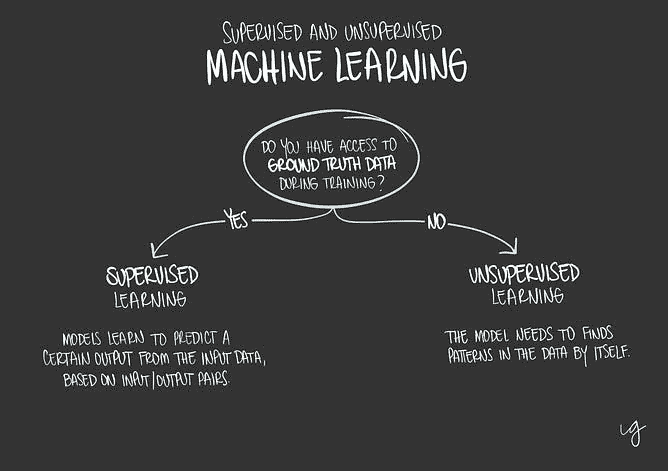 SUPERVISED AND UNSUPERVISED
MACHINE LEARNING
DO YOU HAVE ACCESS TO
GROUND TRUTH DATA
DURING TRAINING?
YES
NO
SUPERVISED
LEARNING
UNSUPERVISED
LEARNING
MODELS LEARN TO PREDICT A
CERTAIN OUTPUT FROM THE INPUT DATA,
BASED ON INPUT/OUTPUT PAIRS.
THE MODEL NEEDS TO FINDS
PATTERNS IN THE DATA BY ITSELF.